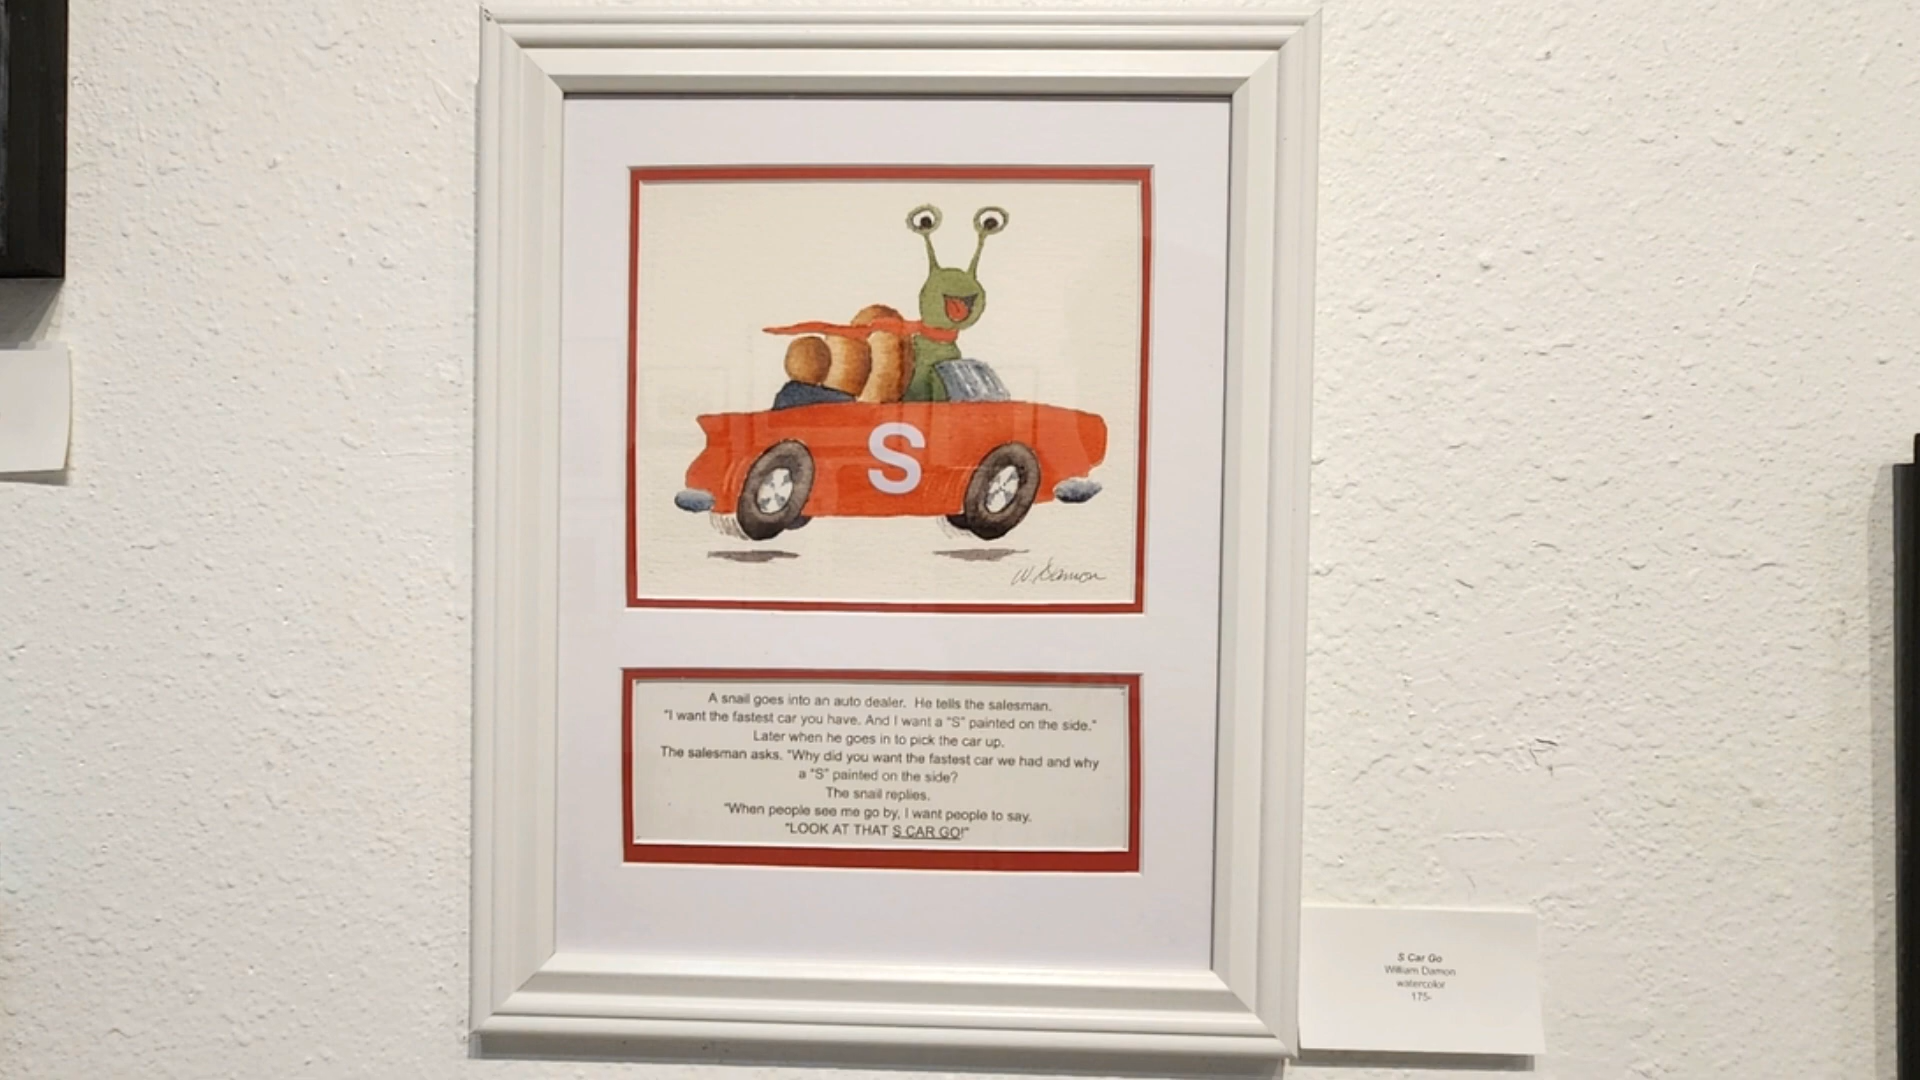 S
W. Damon
A snail goes into an auto dealer. He tells the salesman.
"I want the fastest car you have. And I want a "S" painted on the side."
Later when he goes in to pick the car up.
The salesman asks. "Why did you want the fastest car we had and why
a "S" painted on the side?
The snail replies.
"When people see me go by, I want people to say.
"LOOK AT THAT S CAR GO!"
S Car Go
William Damon
watercolor
175-